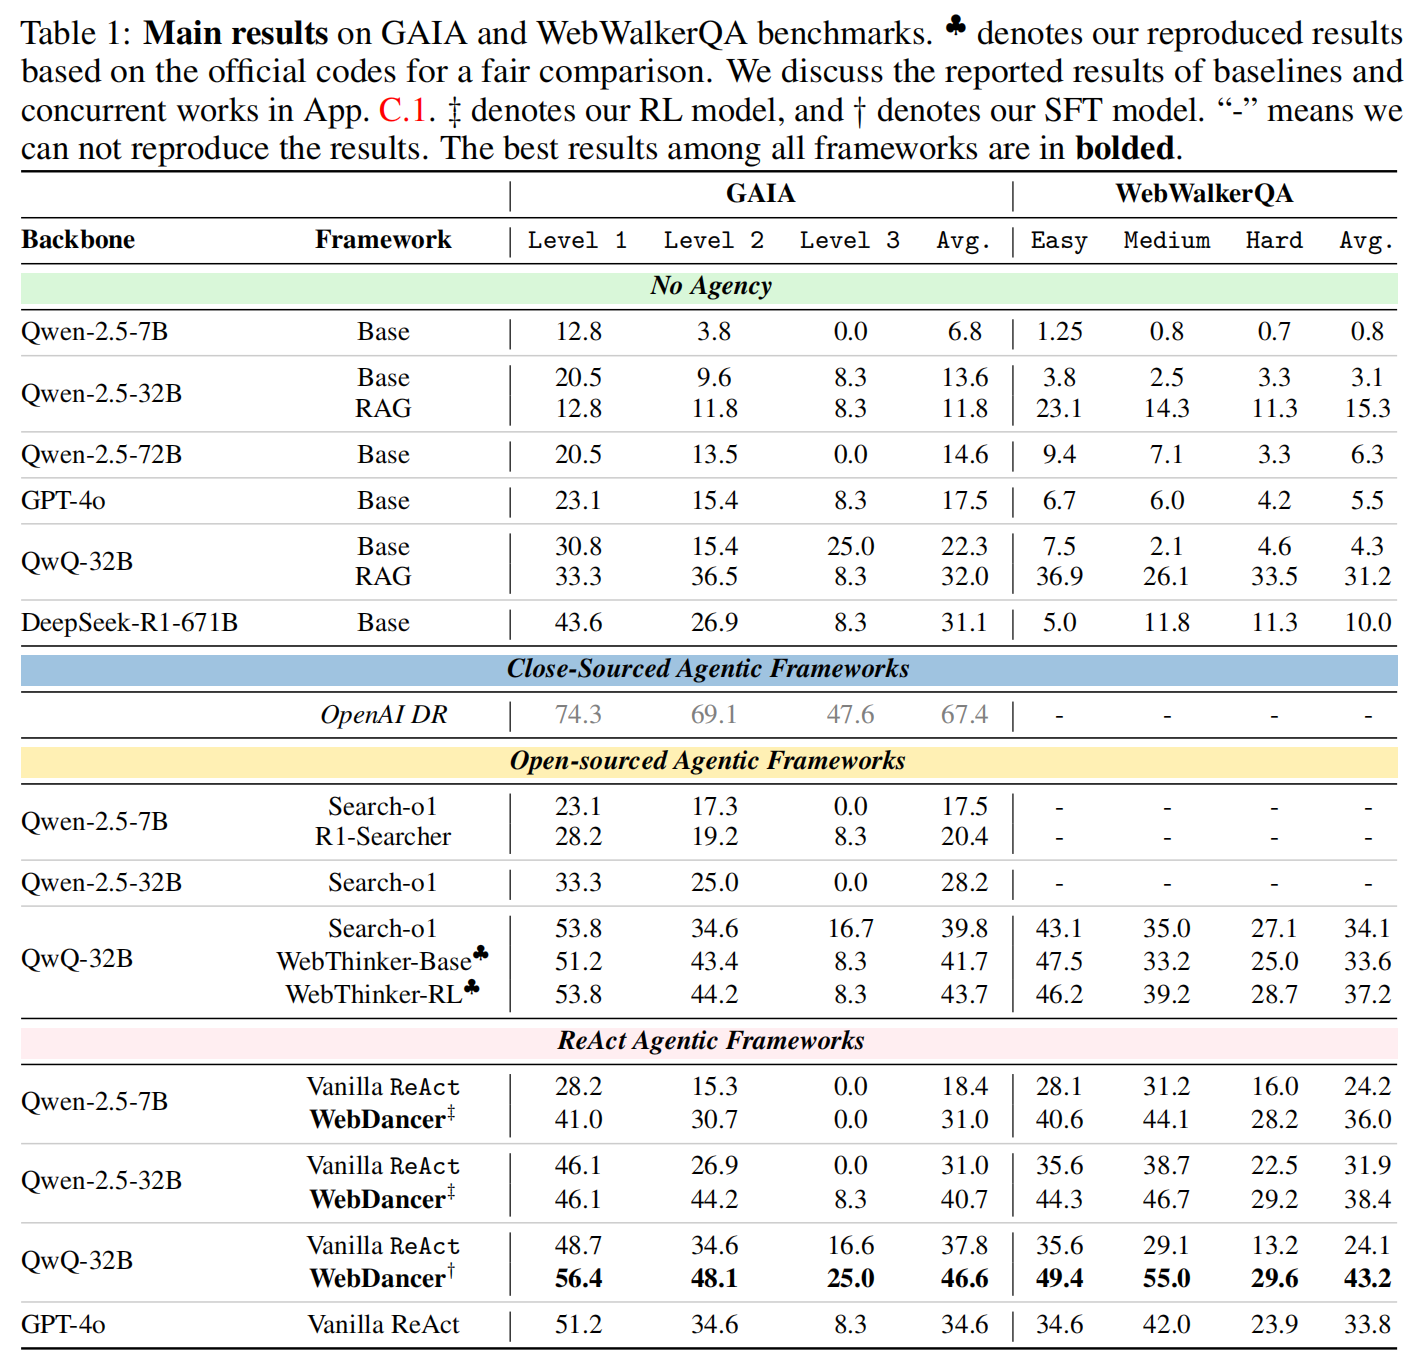 Table 1: Main results on GAIA and WebWalkerQA benchmarks. ♣ denotes our reproduced results
based on the official codes for a fair comparison. We discuss the reported results of baselines and
concurrent works in App. C.1. ‡ denotes our RL model, and † denotes our SFT model. “-” means we
can not reproduce the results. The best results among all frameworks are in bolded.
GAIA WebWalkerQA
Backbone Framework Level 1 Level 2 Level 3 Avg. Easy Medium Hard Avg.
No Agency
Qwen-2.5-7B Base 12.8 3.8 0.0 6.8 1.25 0.8 0.7 0.8
Qwen-2.5-32B
Base 20.5 9.6 8.3 13.6 3.8 2.5 3.3 3.1
RAG 12.8 11.8 8.3 11.8 23.1 14.3 11.3 15.3
Qwen-2.5-72B Base 20.5 13.5 0.0 14.6 9.4 7.1 3.3 6.3
GPT-4o Base 23.1 15.4 8.3 17.5 6.7 6.0 4.2 5.5
QwQ-32B
Base 30.8 15.4 25.0 22.3 7.5 2.1 4.6 4.3
RAG 33.3 36.5 8.3 32.0 36.9 26.1 33.5 31.2
DeepSeek-R1-671B Base 43.6 26.9 8.3 31.1 5.0 11.8 11.3 10.0
Close-Sourced Agentic Frameworks
OpenAI DR 74.3 69.1 47.6 67.4 - - - -
Open-sourced Agentic Frameworks
Qwen-2.5-7B
Search-o1 23.1 17.3 0.0 17.5 - - - -
R1-Searcher 28.2 19.2 8.3 20.4 - - - -
Qwen-2.5-32B Search-o1 33.3 25.0 0.0 28.2 - - - -
QwQ-32B
Search-o1 53.8 34.6 16.7 39.8 43.1 35.0 27.1 34.1
WebThinker-Base♣ 51.2 43.4 8.3 41.7 47.5 33.2 25.0 33.6
WebThinker-RL♣ 53.8 44.2 8.3 43.7 46.2 39.2 28.7 37.2
ReAct Agentic Frameworks
Qwen-2.5-7B
Vanilla ReAct 28.2 15.3 0.0 18.4 28.1 31.2 16.0 24.2
WebDancer‡ 41.0 30.7 0.0 31.0 40.6 44.1 28.2 36.0
Qwen-2.5-32B
Vanilla ReAct 46.1 26.9 0.0 31.0 35.6 38.7 22.5 31.9
WebDancer‡ 46.1 44.2 8.3 40.7 44.3 46.7 29.2 38.4
QwQ-32B
Vanilla ReAct 48.7 34.6 16.6 37.8 35.6 29.1 13.2 24.1
WebDancer† 56.4 48.1 25.0 46.6 49.4 55.0 29.6 43.2
GPT-4o Vanilla ReAct 51.2 34.6 8.3 34.6 34.6 42.0 23.9 33.8